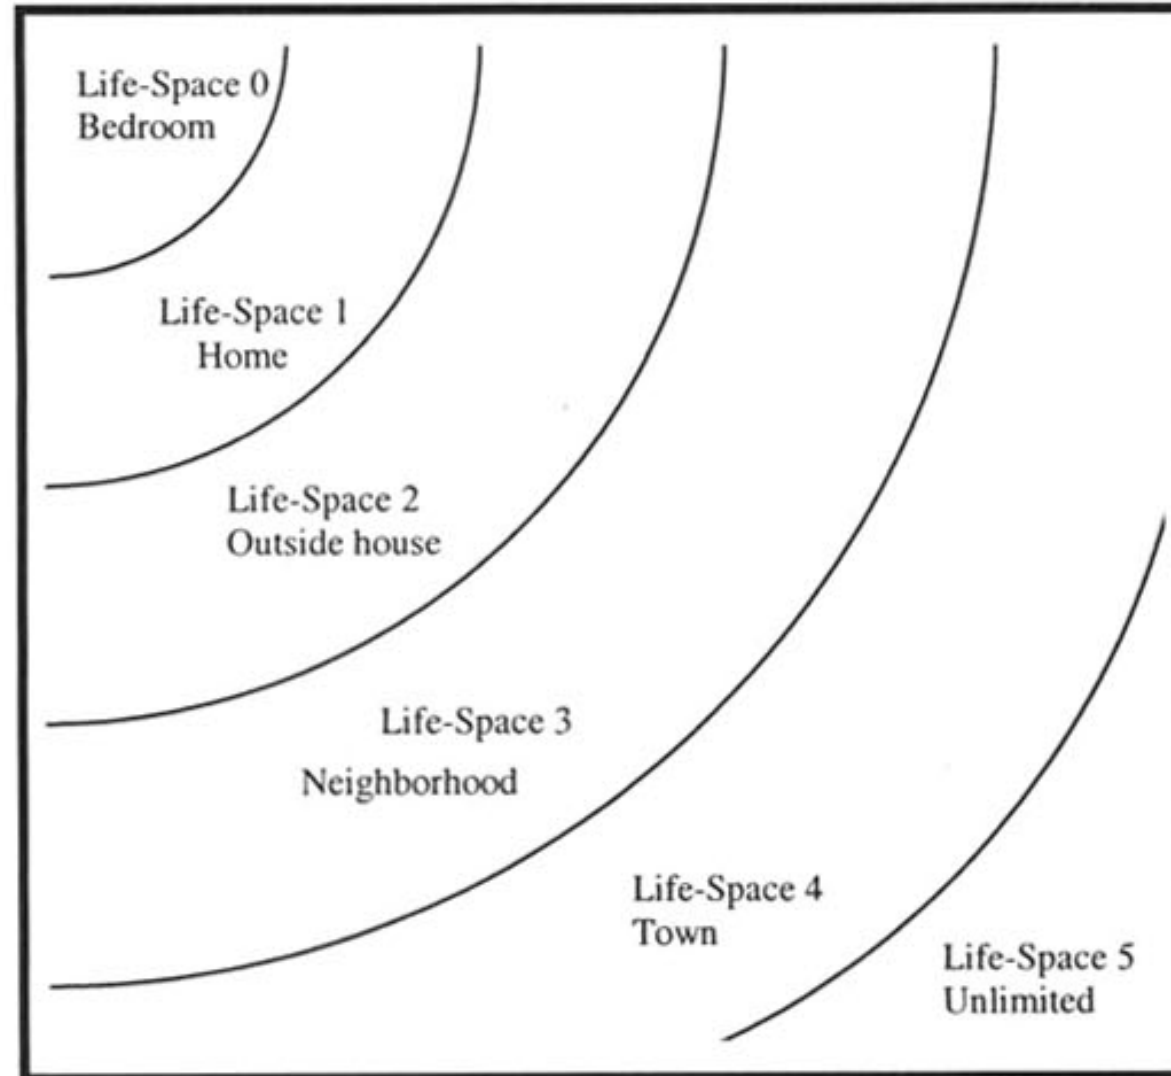 Life-Space 0
Bedroom
Life-Space 1
Home
Life-Space 2
Outside house
Life-Space 3
Neighborhood
Life-Space 4
Town
Life-Space 5
Unlimited